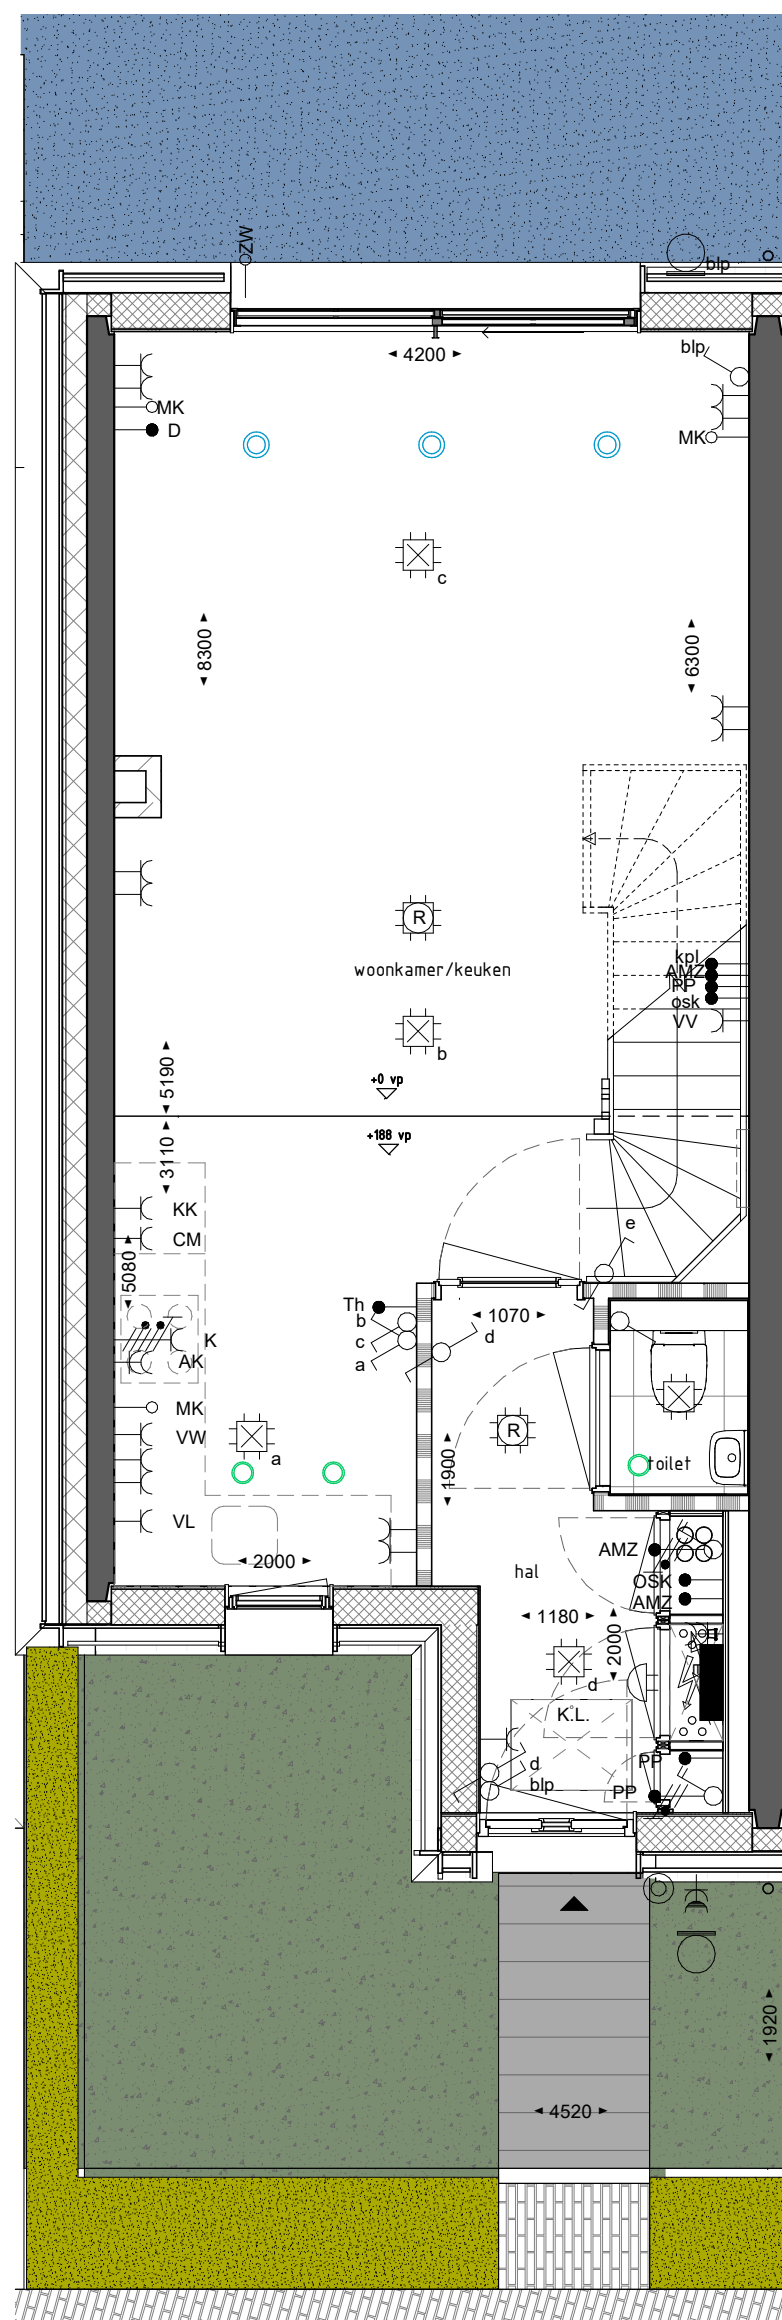 ZW
blp
4200
blp
MK
D
MK
c
8300
6300
R
woonkamer/keuken
kpl
AMZ
PP
osk
VV
b
5190
+0 vp
+188 vp
3110
KK
CM
e
5080
Th
b
c
a
d
1070
K
AK
MK
VW
a
R
1900
toilet
VL
2000
AMZ
hal
OSK
AMZ
1180
2000
d
K.L.
d
blp
PP
PP
1920
4520